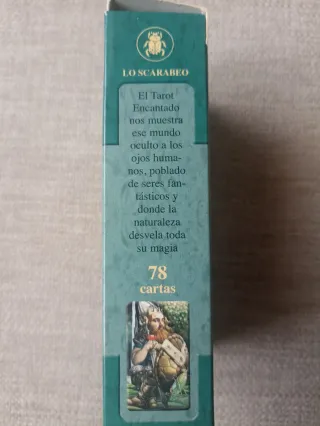 LO SCARABEO
El Tarot
Encantado
nos muestra
ese mundo
oculto a los
ojos huma-
nos, poblado
de seres fan-
tásticos y
donde la
naturaleza
desvela toda
su magia
78
cartas